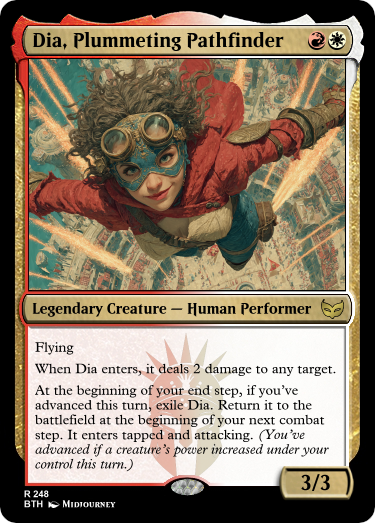 Dia, Plummeting Pathfinder
Legendary Creature — Human Performer
Flying
When Dia enters, it deals 2 damage to any target.
At the beginning of your end step, if you've
advanced this turn, exile Dia. Return it to the
battlefield at the beginning of your next combat
step. It enters tapped and attacking. (You've
advanced if a creature's power increased under your
control this turn.)
3/3
R 248
BTH Midjourney